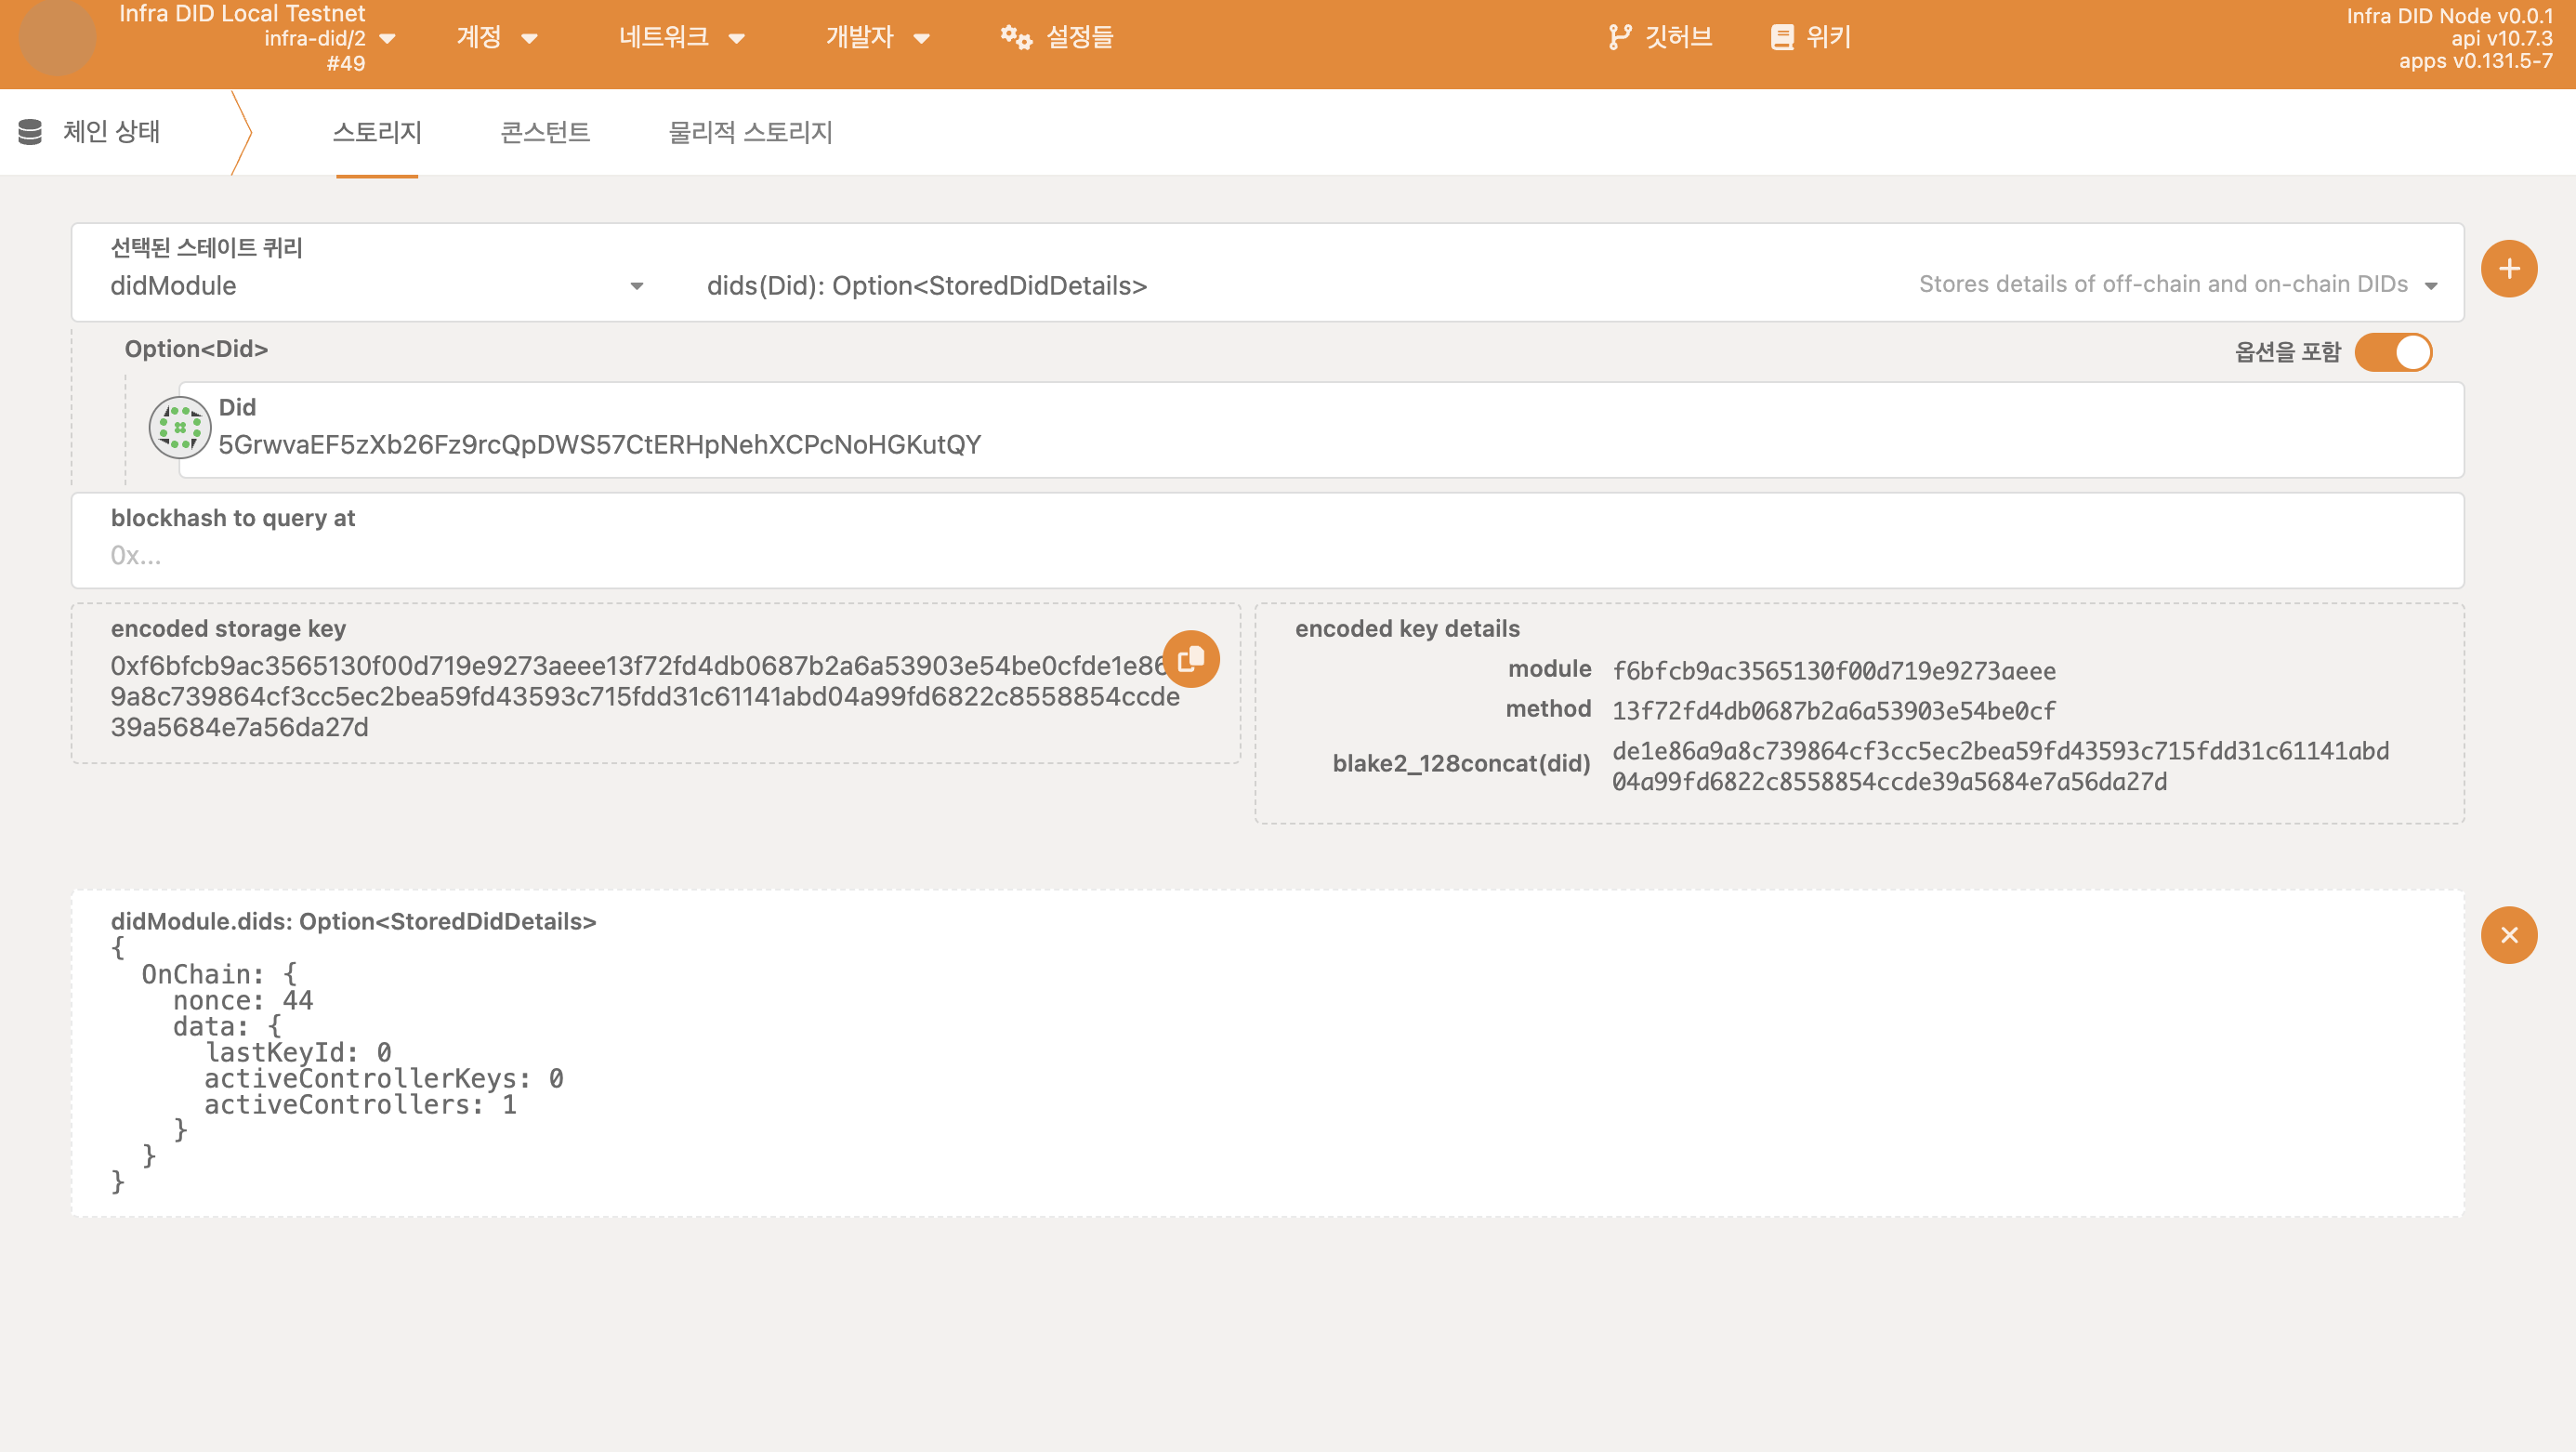 Infra DID Local Testnet
infra-did/2
#49
계정
네트워크
개발자
설정들
깃허브
위키
Infra DID Node v0.0.1
api v10.7.3
apps v0.131.5-7
체인 상태
스토리지
콘스턴트
물리적 스토리지
선택된 스테이트 쿼리
didModule
dids(Did): Option<StoredDidDetails>
Stores details of off-chain and on-chain DIDs
Option<Did>
옵션을 포함
Did
5GrwvaEF5zXb26Fz9rcQpDWS57CtERHpNehXCPcNoHGKutQY
blockhash to query at
0x...
encoded storage key
0xf6bfcb9ac3565130f00d719e9273aeee13f72fd4db0687b2a6a53903e54be0cfde1e86
9a8c739864cf3cc5ec2bea59fd43593c715fdd31c61141abd04a99fd6822c8558854ccde
39a5684e7a56da27d
encoded key details
module f6bfcb9ac3565130f00d719e9273aeee
method 13f72fd4db0687b2a6a53903e54be0cf
blake2_128concat(did) de1e86a9a8c739864cf3cc5ec2bea59fd43593c715fdd31c61141abd
04a99fd6822c8558854ccde39a5684e7a56da27d
didModule.dids: Option<StoredDidDetails>
{
OnChain: {
nonce: 44
data: {
lastKeyId: 0
activeControllerKeys: 0
activeControllers: 1
}
}
}